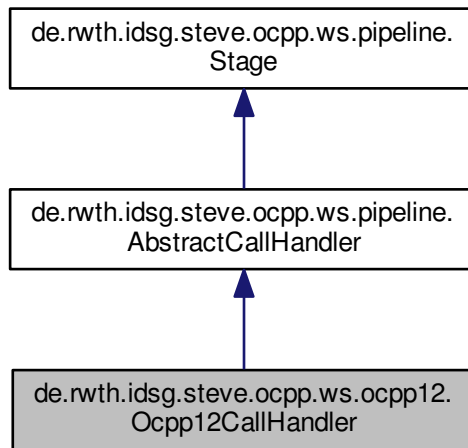 de.rwth.idsg.steve.ocpp.ws.pipeline.
Stage
de.rwth.idsg.steve.ocpp.ws.pipeline.
AbstractCallHandler
de.rwth.idsg.steve.ocpp.ws.ocpp12.
Ocpp12CallHandler